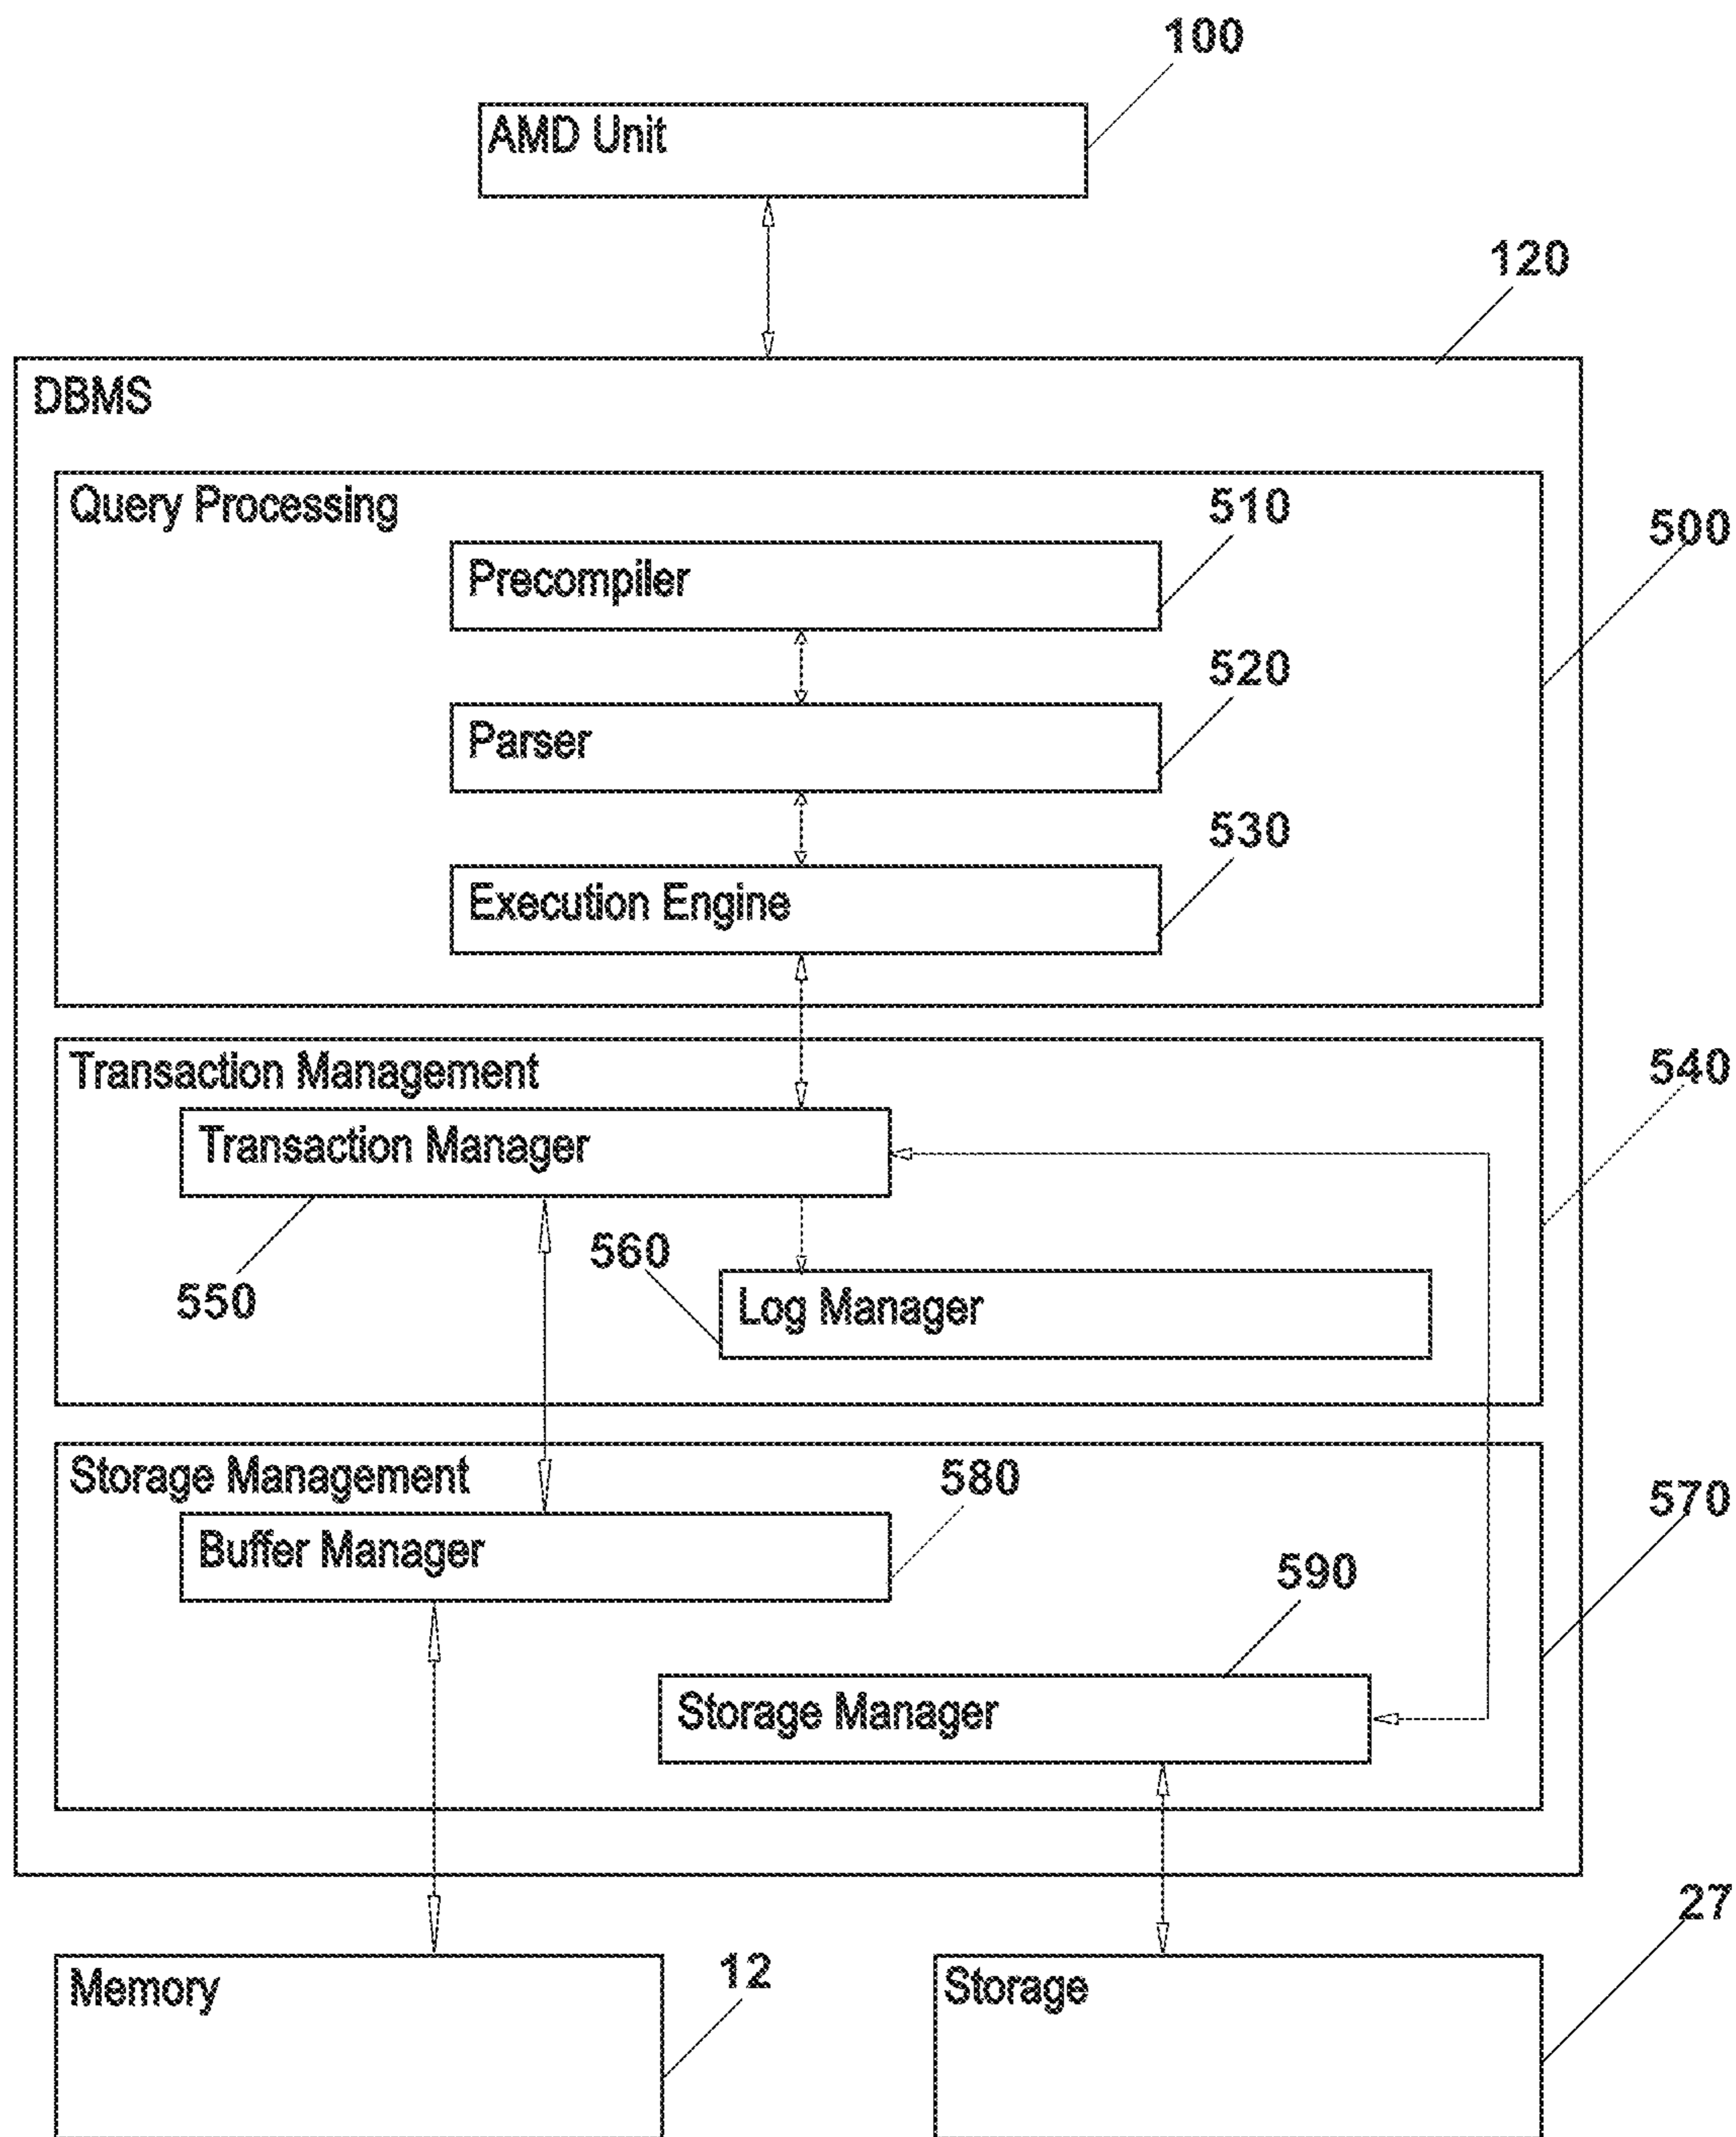 100
AMD Unit
120
DBMS
Query Processing
510
500
Precompiler
520
Parser
530
Execution Engine
Transaction Management
540
Transaction Manager
560
550
Log Manager
Storage Management
580
570
Buffer Manager
590
Storage Manager
27
Memory
12
Storage